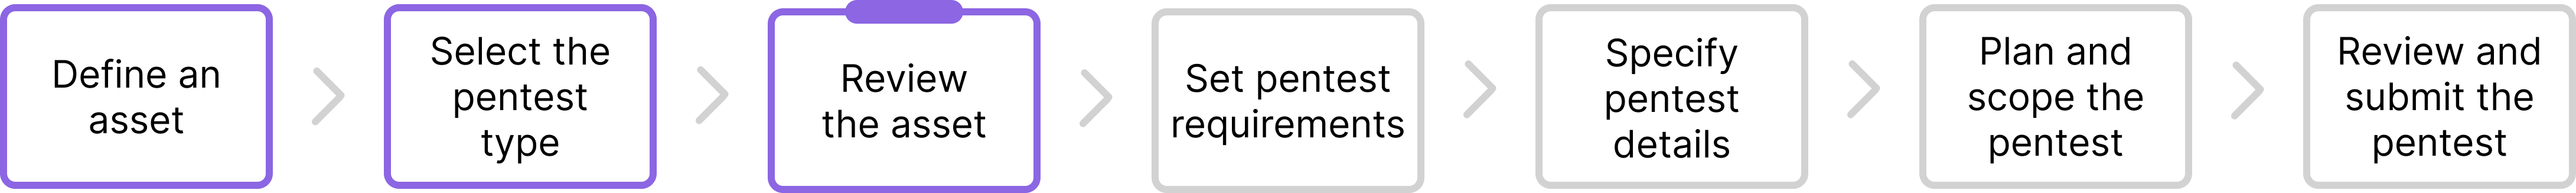 Define an
asset
Select the
pentest
type
Review
the asset
Set pentest
requirements
Specify
pentest
details
Plan and
scope the
pentest
Review and
submit the
pentest